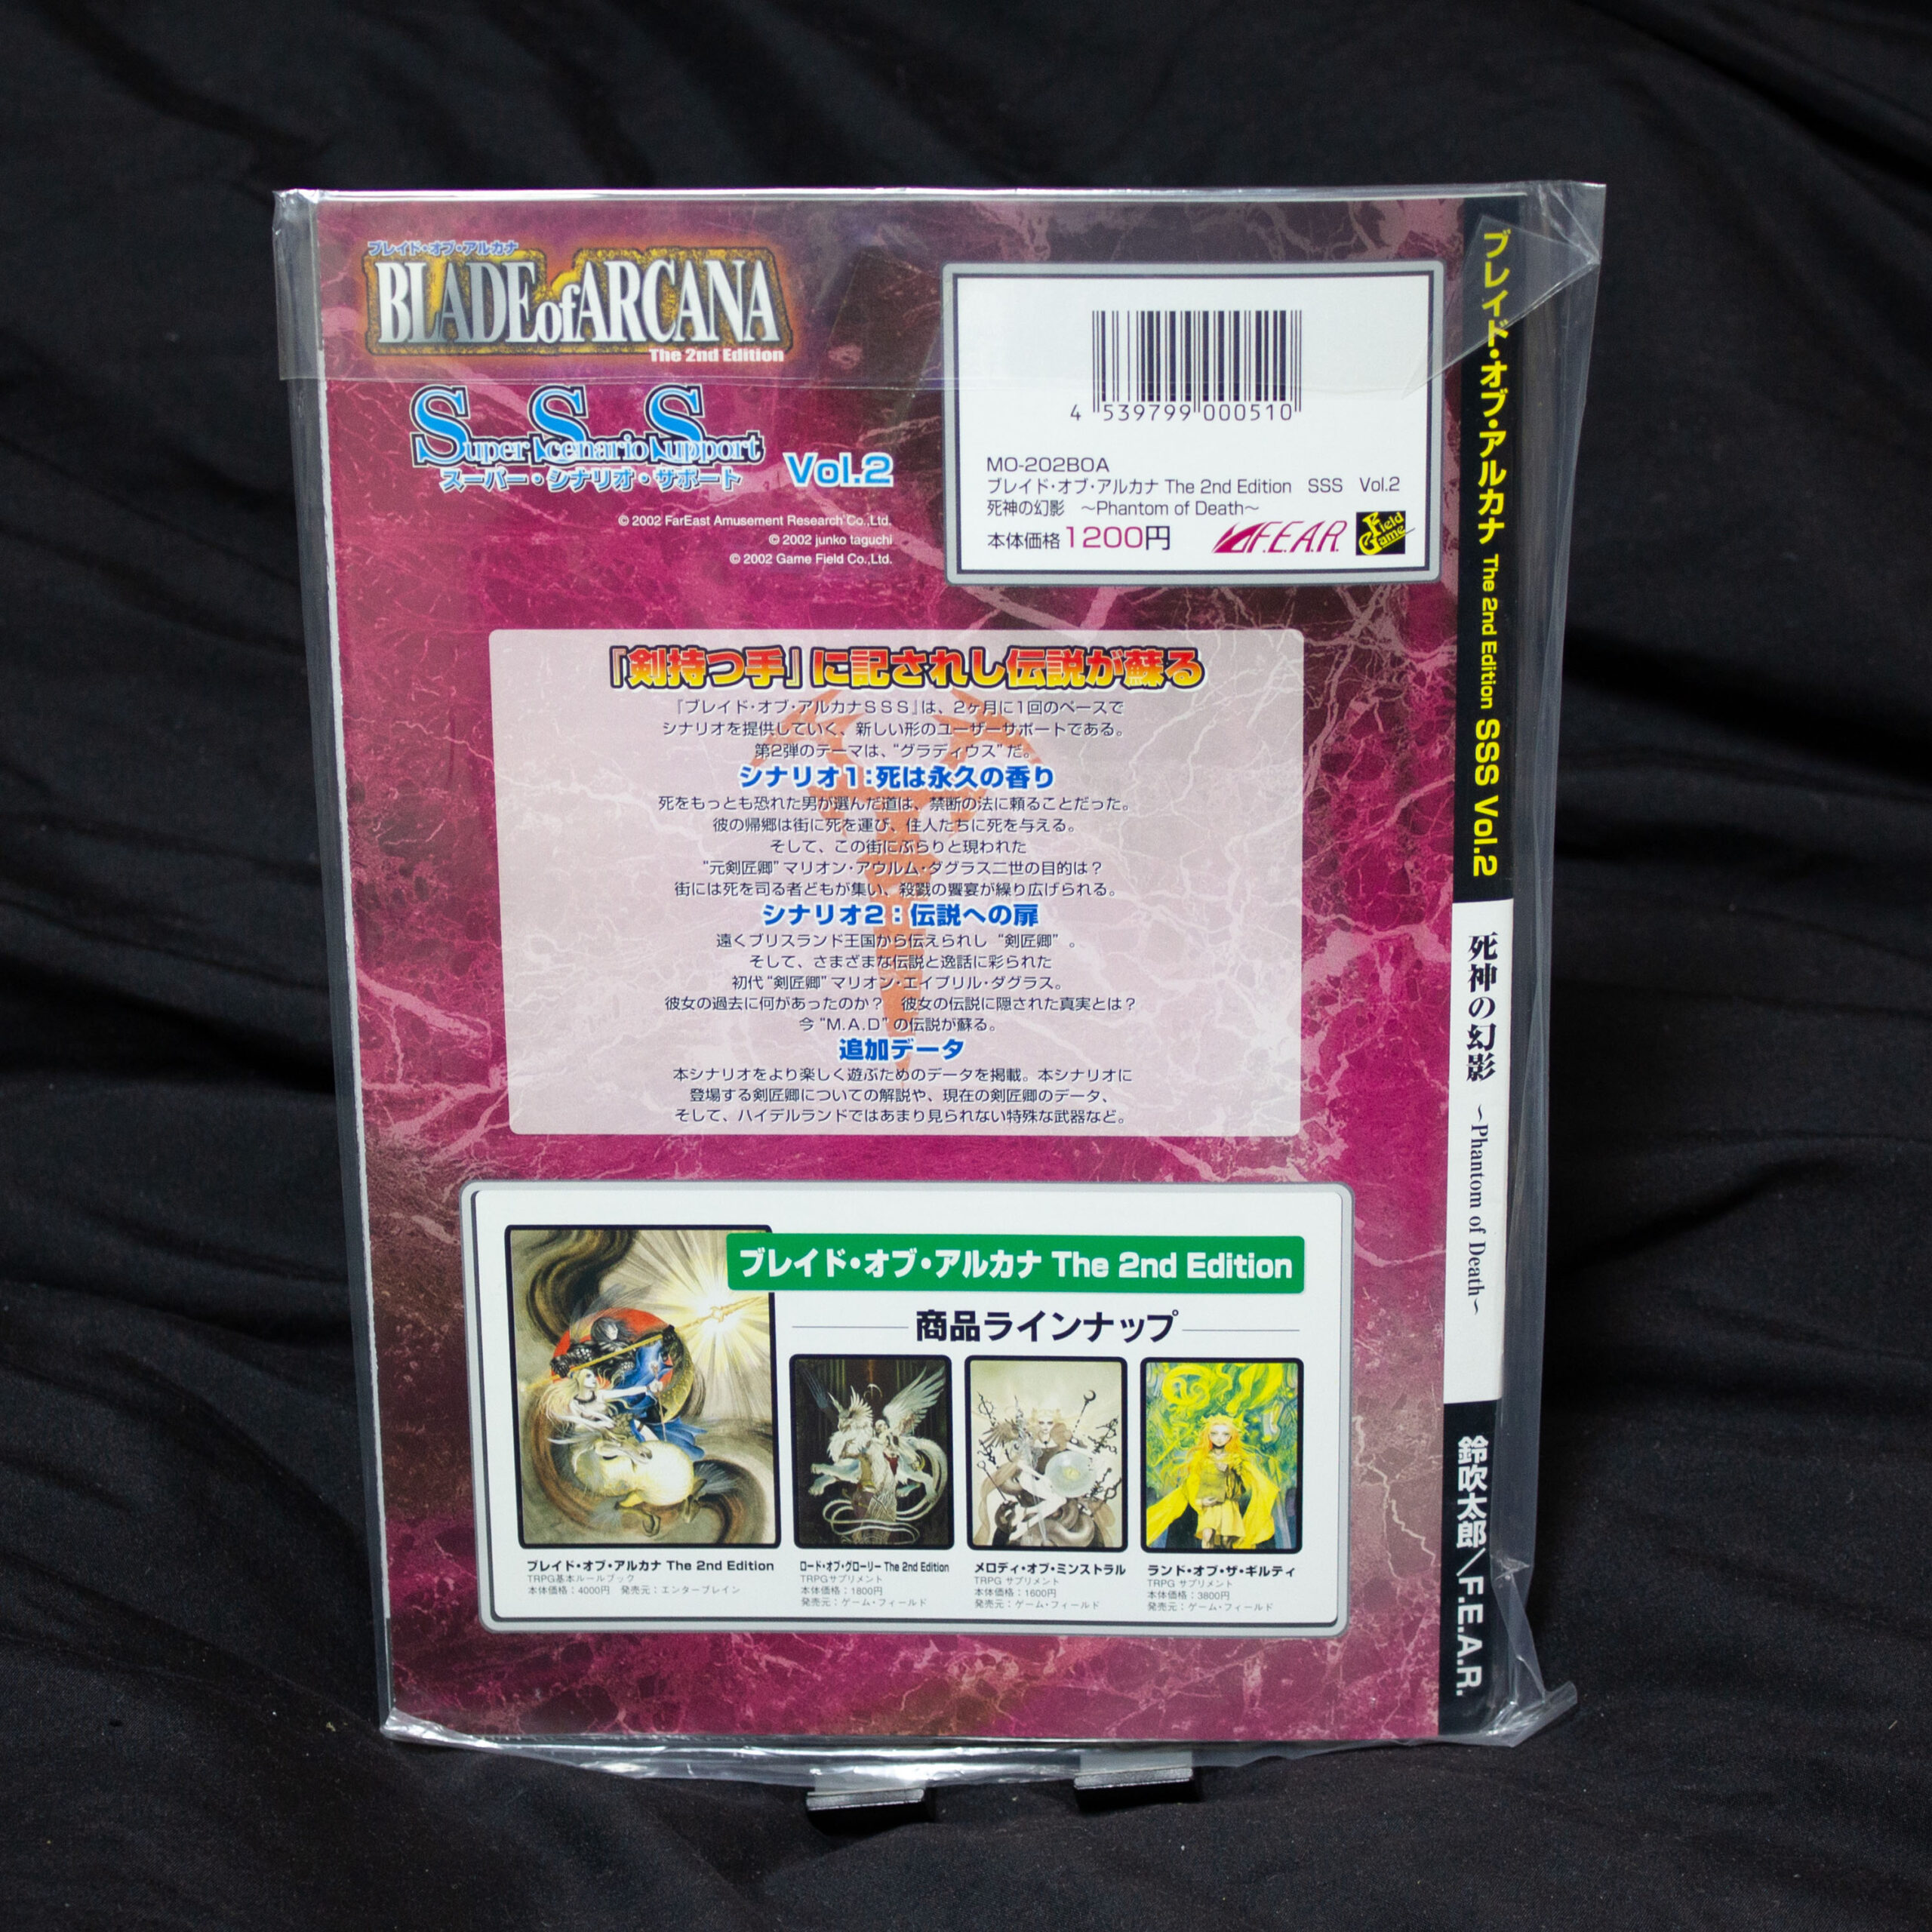 ブレイド・オブ・アルカナ
BLADE of ARCANA
The 2nd Edition
Super Scenario Support
スーパー・シナリオ・サポート
Vol.2
© 2002 FarEast Amusement Research Co.,Ltd.
© 2002 junko taguchi
© 2002 Game Field Co.,Ltd.
4 539799 000510
MO-202BOA
ブレイド・オブ・アルカナ The 2nd Edition SSS Vol.2
死神の幻影 ～Phantom of Death～
本体価格1200円
F.E.A.R.
Game Field
『剣持つ手』に記されし伝説が蘇る
『ブレイド・オブ・アルカナＳＳＳ』は、2ヶ月に1回のペースで
シナリオを提供していく、新しい形のユーザーサポートである。
第2弾のテーマは、“グラディウス”だ。
シナリオ1：死は永久の香り
死をもっとも恐れた男が選んだ道は、禁断の法に頼ることだった。
彼の帰郷は街に死を運び、住人たちに死を与える。
そして、この街にぶらりと現われた
“元剣匠卿”マリオン・アウルム・ダグラス二世の目的は？
街には死を司る者どもが集い、殺戮の饗宴が繰り広げられる。
シナリオ2：伝説への扉
遠くブリスランド王国から伝えられし“剣匠卿”。
そして、さまざまな伝説と逸話に彩られた
初代“剣匠卿”マリオン・エイプリル・ダグラス。
彼女の過去に何があったのか？ 彼女の伝説に隠された真実とは？
今“M.A.D”の伝説が蘇る。
追加データ
本シナリオをより楽しく遊ぶためのデータを掲載。本シナリオに
登場する剣匠卿についての解説や、現在の剣匠卿のデータ、
そして、ハイデルランドではあまり見られない特殊な武器など。
ブレイド・オブ・アルカナ The 2nd Edition
商品ラインナップ
ブレイド・オブ・アルカナ The 2nd Edition
TRPG基本ルールブック
本体価格：4000円 発売元：エンターブレイン
ロード・オブ・グローリー The 2nd Edition
TRPGサプリメント
本体価格：1800円
発売元：ゲーム・フィールド
メロディ・オブ・ミンストラル
TRPG サプリメント
本体価格：1600円
発売元：ゲーム・フィールド
ランド・オブ・ザ・ギルティ
TRPG サプリメント
本体価格：3800円
発売元：ゲーム・フィールド
ブレイド・オブ・アルカナ The 2nd Edition SSS Vol.2
死神の幻影 ～Phantom of Death～
鈴吹太郎／F.E.A.R.